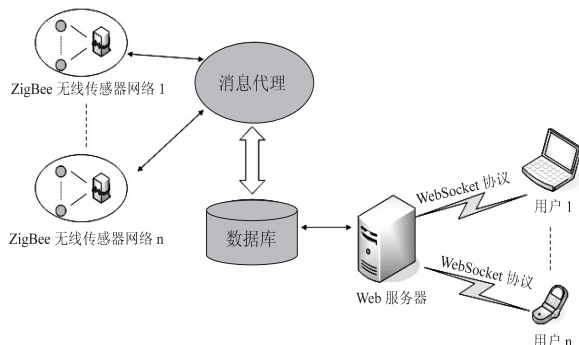 ZigBee 无线传感器网络 1
消息代理
ZigBee 无线传感器网络 n
数据库
Web 服务器
WebSocket 协议
用户 1
WebSocket 协议
用户 n